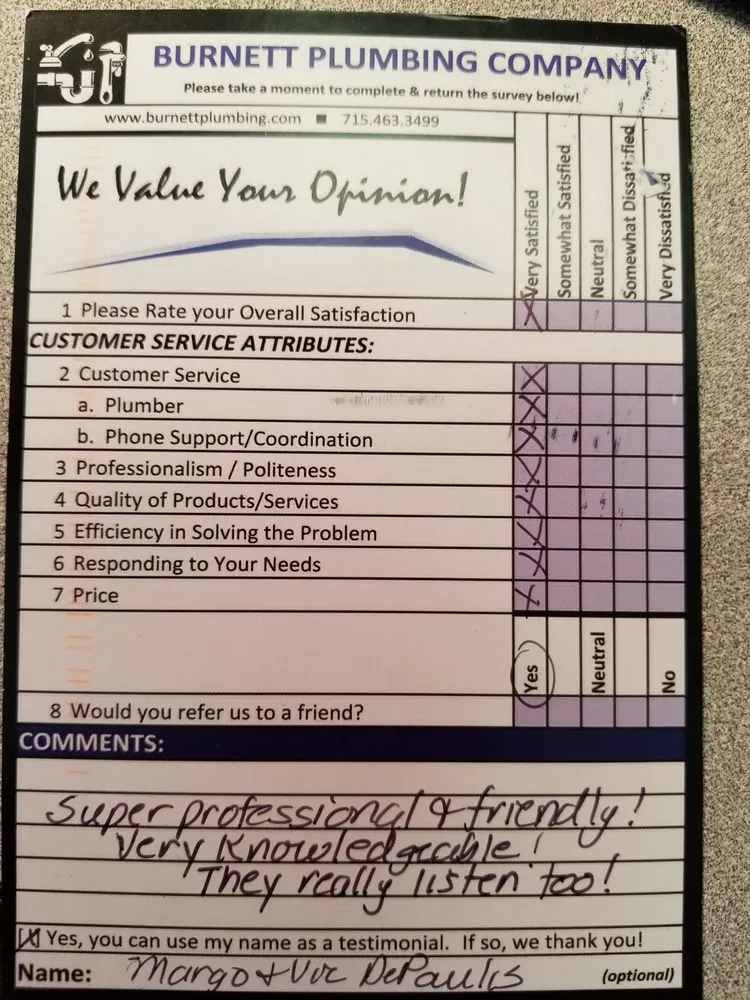 BURNETT PLUMBING COMPANY
Please take a moment to complete & return the survey below!
www.burnettplumbing.com ■ 715.463.3499
We Value Your Opinion!
Very Satisfied
Somewhat Satisfied
Neutral
Somewhat Dissatisfied
Very Dissatisfied
1 Please Rate your Overall Satisfaction X
CUSTOMER SERVICE ATTRIBUTES:
2 Customer Service X
a. Plumber X
b. Phone Support/Coordination X
3 Professionalism / Politeness X
4 Quality of Products/Services X
5 Efficiency in Solving the Problem X
6 Responding to Your Needs X
7 Price X
Yes
Neutral
No
8 Would you refer us to a friend?
COMMENTS:
Super professional & friendly!
Very Knowledgeable!
They really listen too!
[X] Yes, you can use my name as a testimonial. If so, we thank you!
Name: Margo & Vic DePaulis (optional)